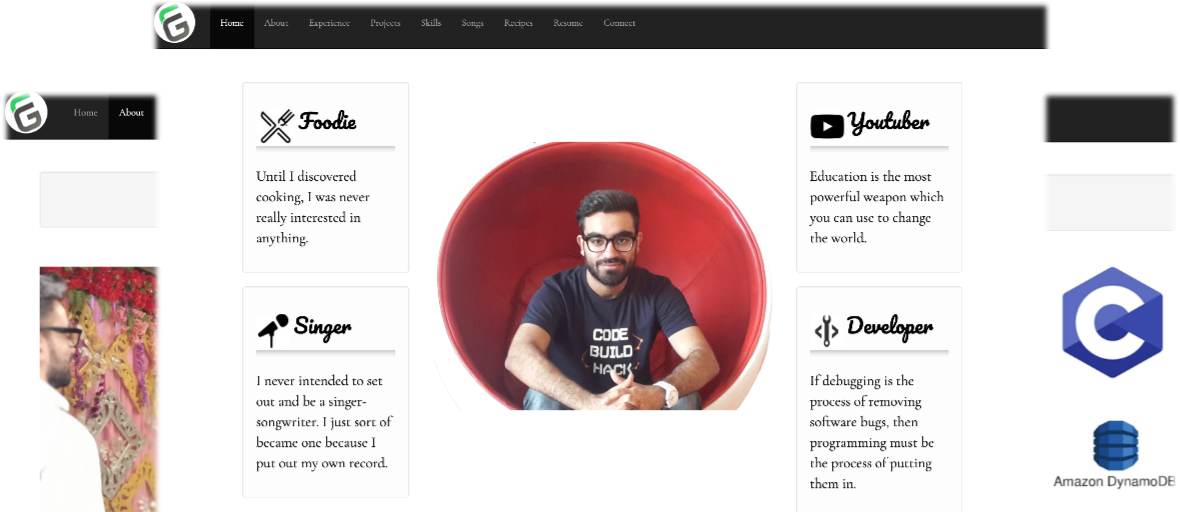 Home About Experience Projects Skills Songs Recipes Resume Connect
Home About
Foodie
Until I discovered
cooking, I was never
really interested in
anything.
Singer
I never intended to set
out and be a singer-
songwriter. I just sort of
became one because I
put out my own record.
CODE
BUILD
HACK
Youtuber
Education is the most
powerful weapon which
you can use to change
the world.
Developer
If debugging is the
process of removing
software bugs, then
programming must be
the process of putting
them in.
C
Amazon DynamoDB